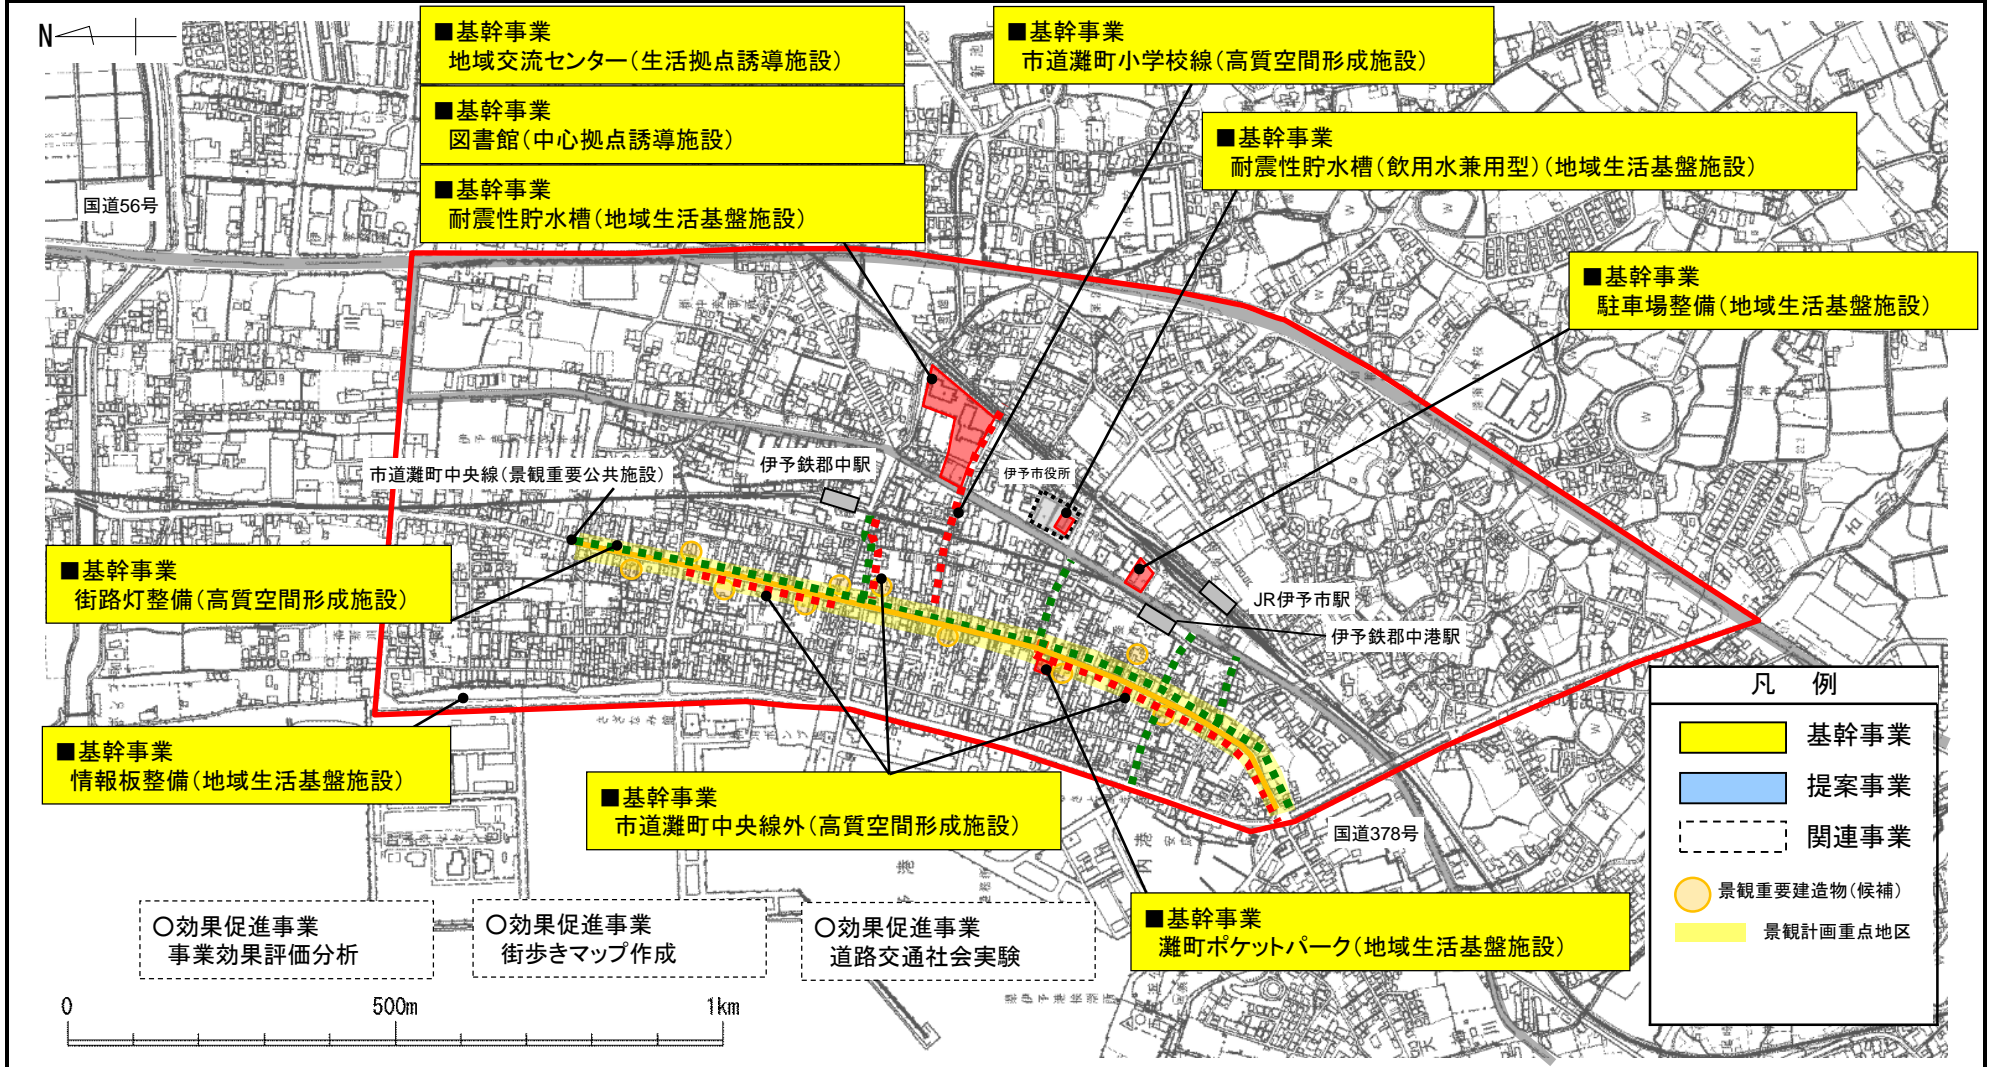 N
■基幹事業
地域交流センター(生活拠点誘導施設)
■基幹事業
図書館(中心拠点誘導施設)
■基幹事業
耐震性貯水槽(地域生活基盤施設)
■基幹事業
市道灘町小学校線(高質空間形成施設)
■基幹事業
耐震性貯水槽(飲用水兼用型)(地域生活基盤施設)
■基幹事業
駐車場整備(地域生活基盤施設)
国道56号
市道灘町中央線(景観重要公共施設)
伊予鉄郡中駅
伊予市役所
JR伊予市駅
伊予鉄郡中港駅
■基幹事業
街路灯整備(高質空間形成施設)
■基幹事業
情報板整備(地域生活基盤施設)
■基幹事業
市道灘町中央線外(高質空間形成施設)
国道378号
■基幹事業
灘町ポケットパーク(地域生活基盤施設)
凡 例
基幹事業
提案事業
関連事業
景観重要建造物(候補)
景観計画重点地区
○効果促進事業
事業効果評価分析
○効果促進事業
街歩きマップ作成
○効果促進事業
道路交通社会実験
0
500m
1km